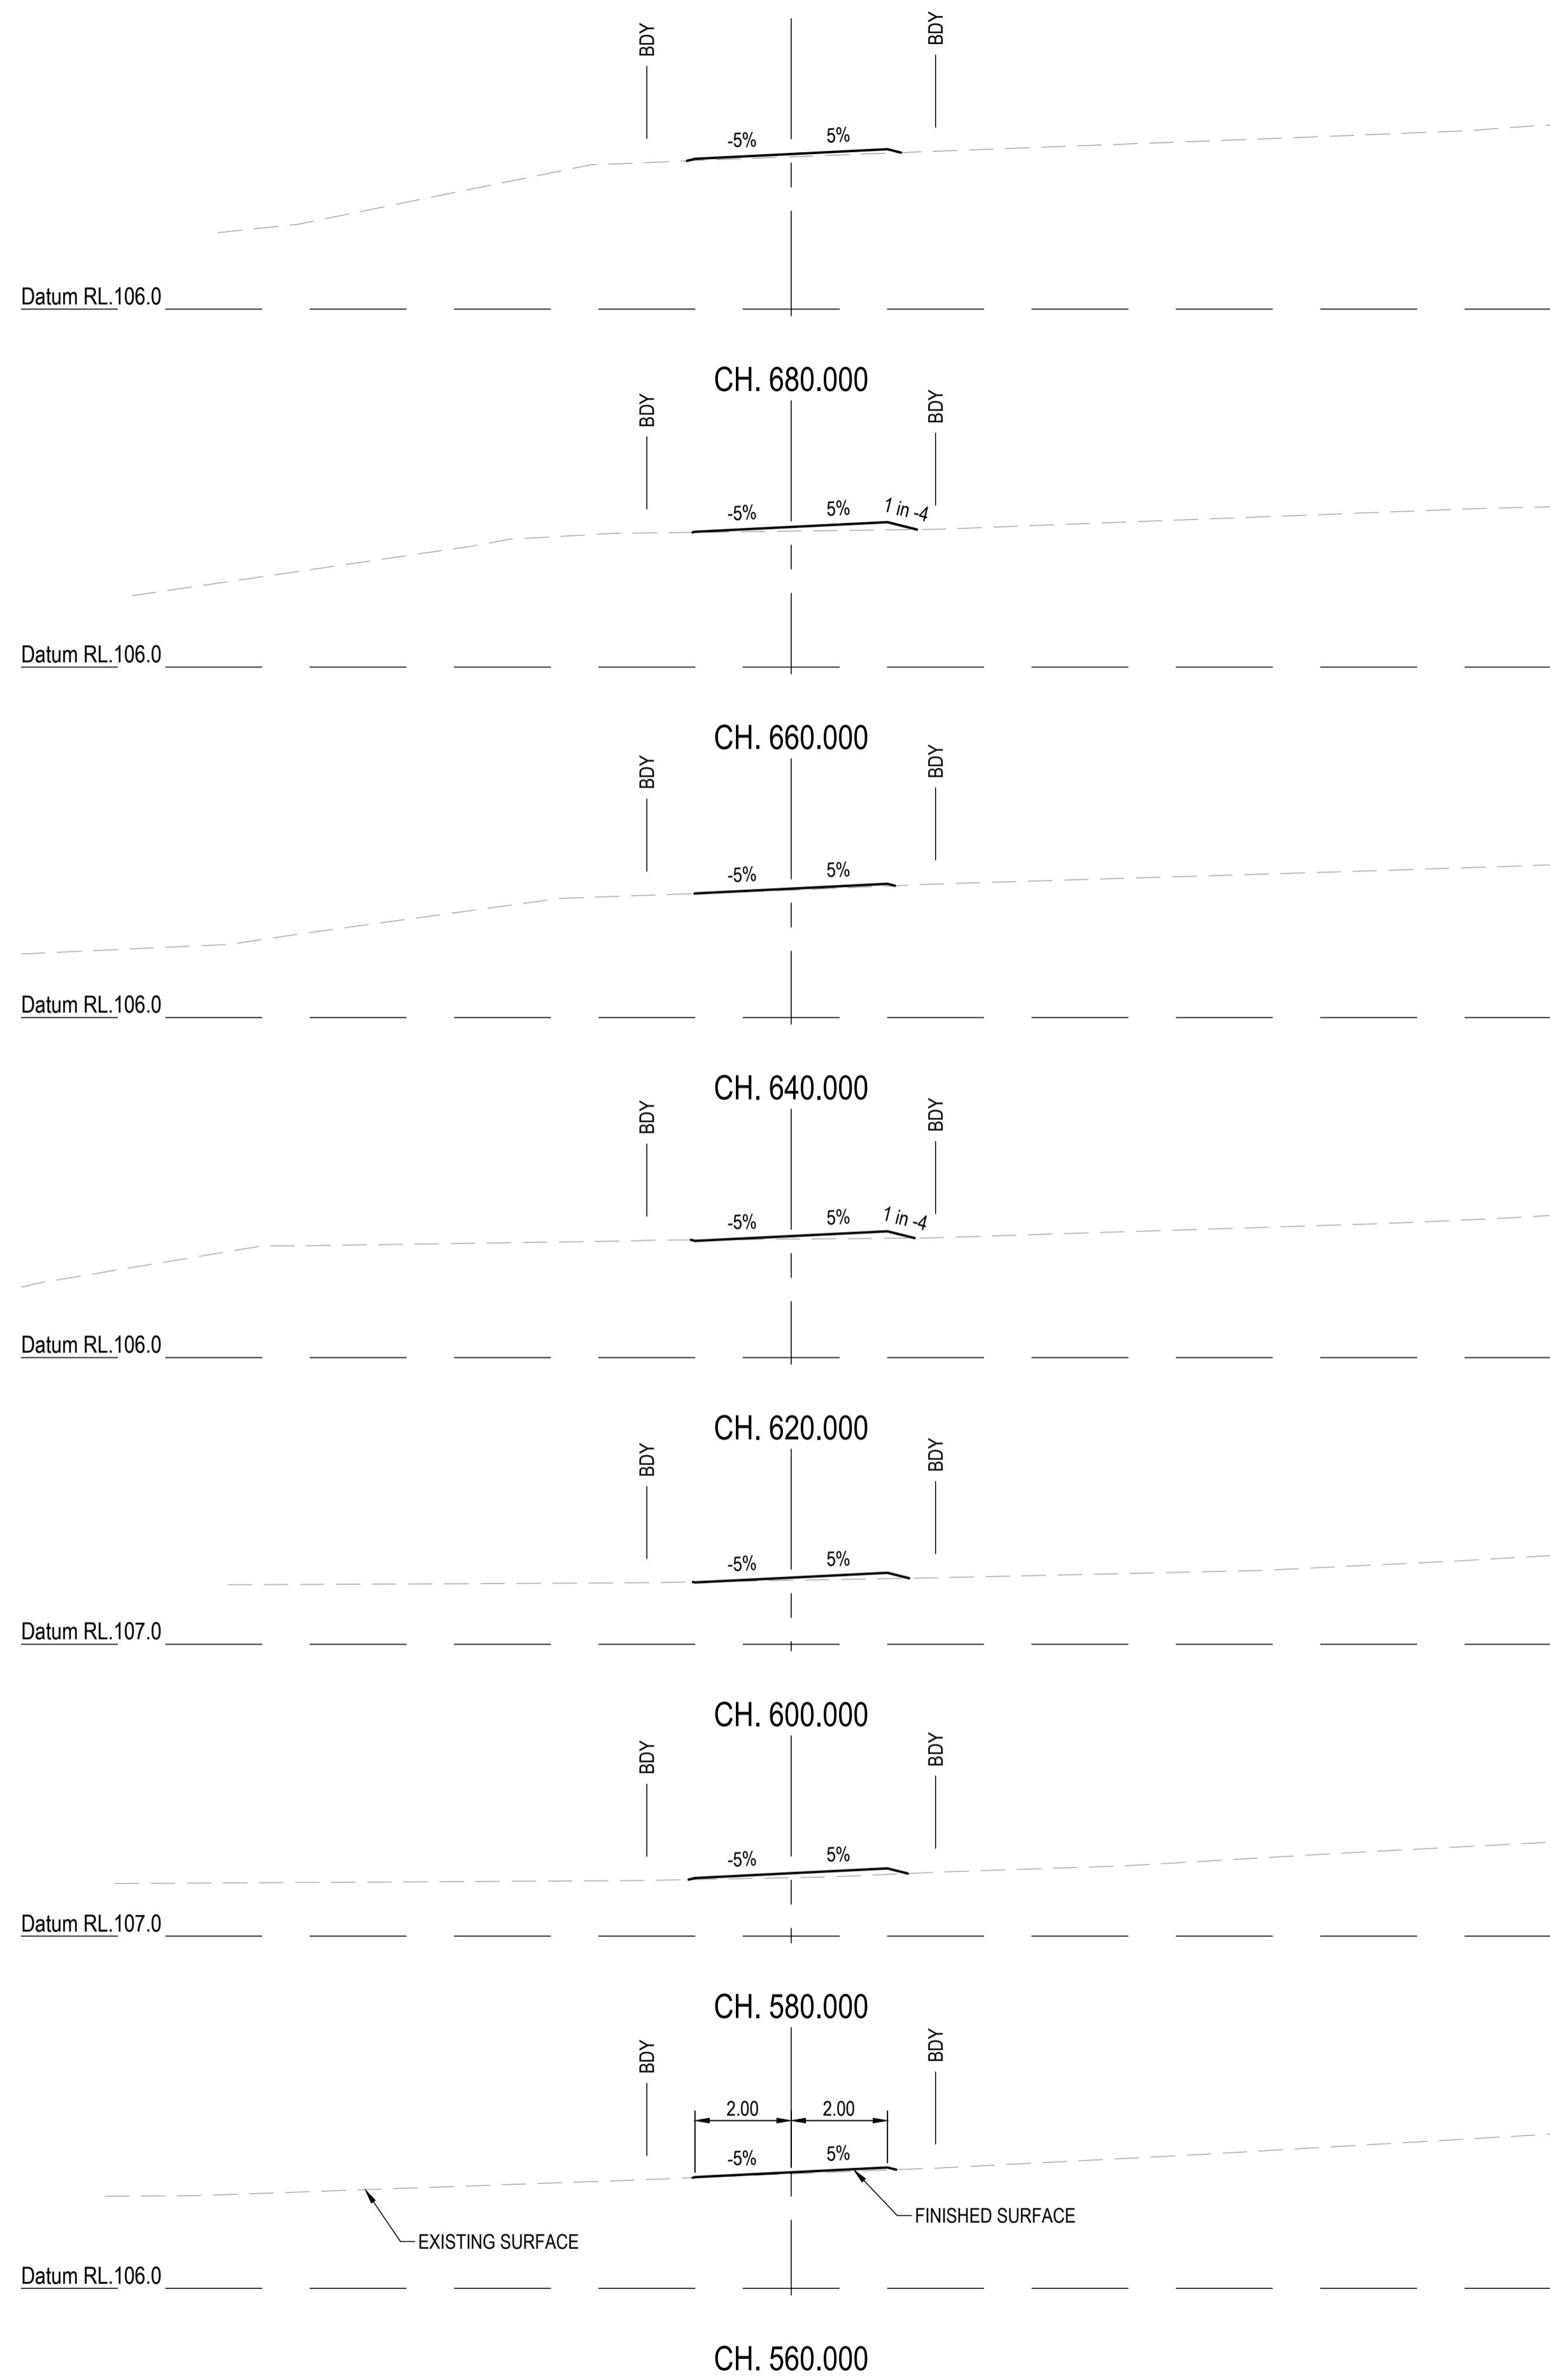 BDY
BDY
-5%
5%
Datum RL.106.0
CH. 680.000
BDY
BDY
-5%
5%
1 in -4
Datum RL.106.0
CH. 660.000
BDY
BDY
-5%
5%
Datum RL.106.0
CH. 640.000
BDY
BDY
-5%
5%
1 in -4
Datum RL.106.0
CH. 620.000
BDY
BDY
-5%
5%
Datum RL.107.0
CH. 600.000
BDY
BDY
-5%
5%
Datum RL.107.0
CH. 580.000
BDY
BDY
2.00
2.00
-5%
5%
FINISHED SURFACE
EXISTING SURFACE
Datum RL.106.0
CH. 560.000